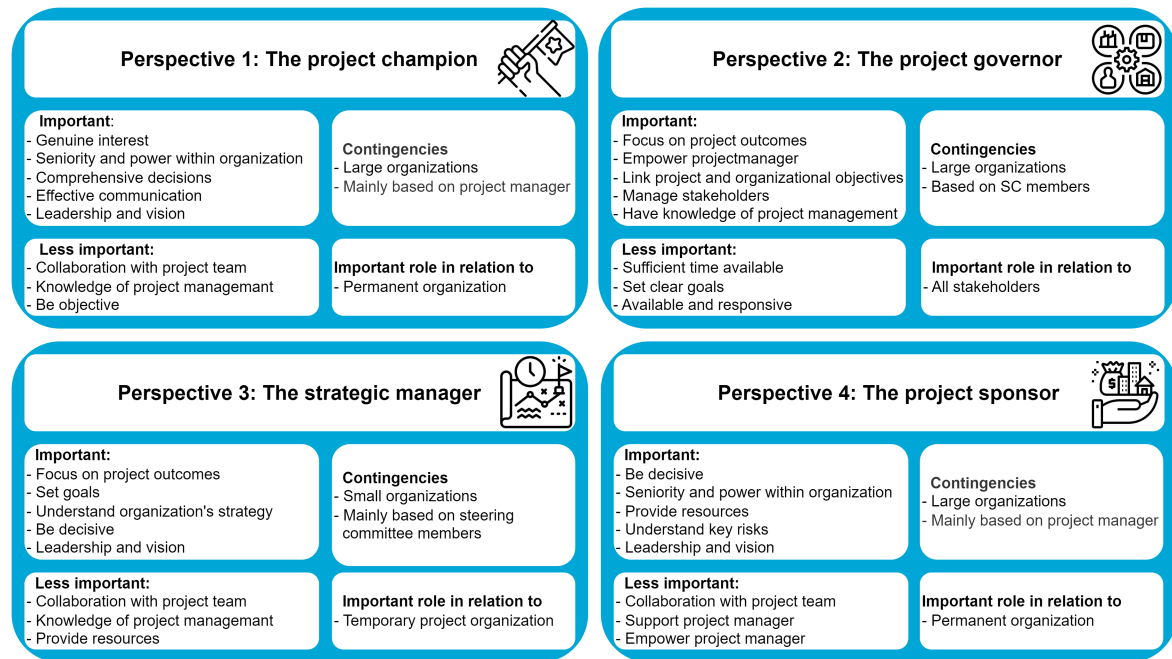 Perspective 1: The project champion
Important:
- Genuine interest
- Seniority and power within organization
- Comprehensive decisions
- Effective communication
- Leadership and vision
Contingencies
- Large organizations
- Mainly based on project manager
Less important:
- Collaboration with project team
- Knowledge of project managemant
- Be objective
Important role in relation to
- Permanent organization
Perspective 2: The project governor
Important:
- Focus on project outcomes
- Empower projectmanager
- Link project and organizational objectives
- Manage stakeholders
- Have knowledge of project management
Contingencies
- Large organizations
- Based on SC members
Less important:
- Sufficient time available
- Set clear goals
- Available and responsive
Important role in relation to
- All stakeholders
Perspective 3: The strategic manager
Important:
- Focus on project outcomes
- Set goals
- Understand organization's strategy
- Be decisive
- Leadership and vision
Contingencies
- Small organizations
- Mainly based on steering
committee members
Less important:
- Collaboration with project team
- Knowledge of project managemant
- Provide resources
Important role in relation to
- Temporary project organization
Perspective 4: The project sponsor
Important:
- Be decisive
- Seniority and power within organization
- Provide resources
- Understand key risks
- Leadership and vision
Contingencies
- Large organizations
- Mainly based on project manager
Less important:
- Collaboration with project team
- Support project manager
- Empower project manager
Important role in relation to
- Permanent organization